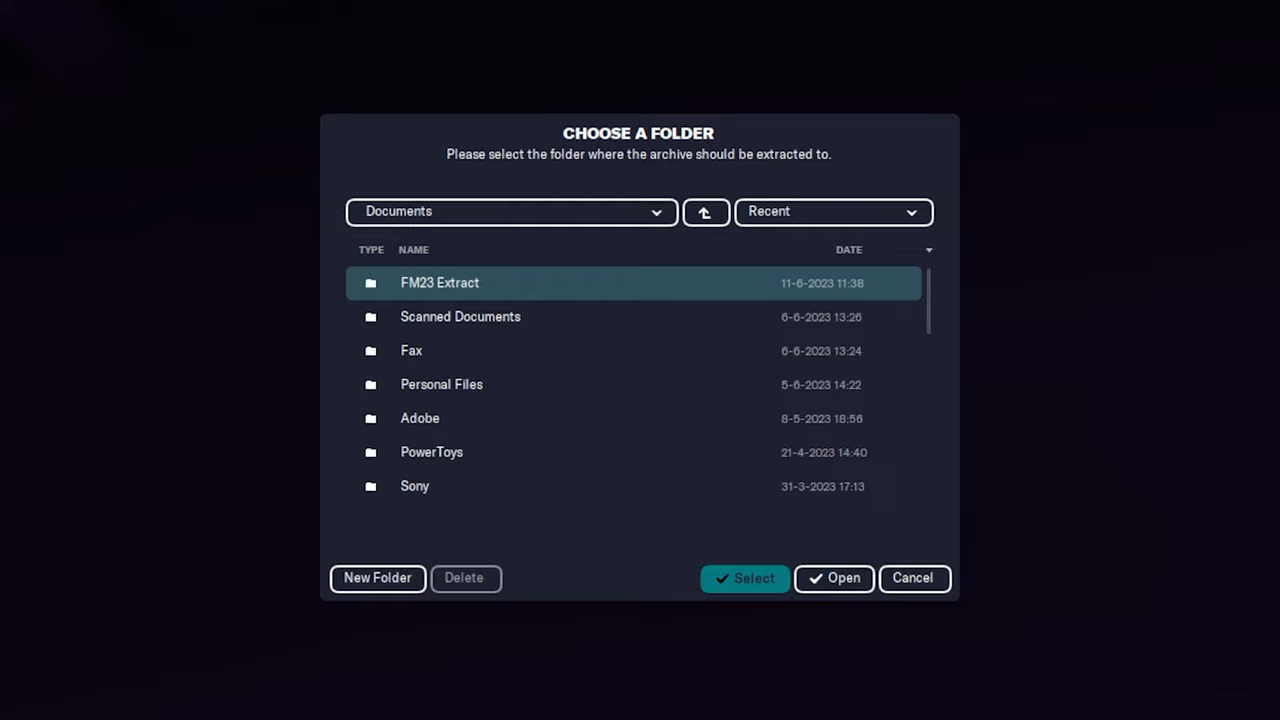 CHOOSE A FOLDER
Please select the folder where the archive should be extracted to.
Documents Recent
TYPE NAME DATE
FM23 Extract 11-6-2023 11:38
Scanned Documents 6-6-2023 13:26
Fax 6-6-2023 13:24
Personal Files 5-6-2023 14:22
Adobe 8-5-2023 18:56
PowerToys 21-4-2023 14:40
Sony 31-3-2023 17:13
New Folder Delete Select Open Cancel